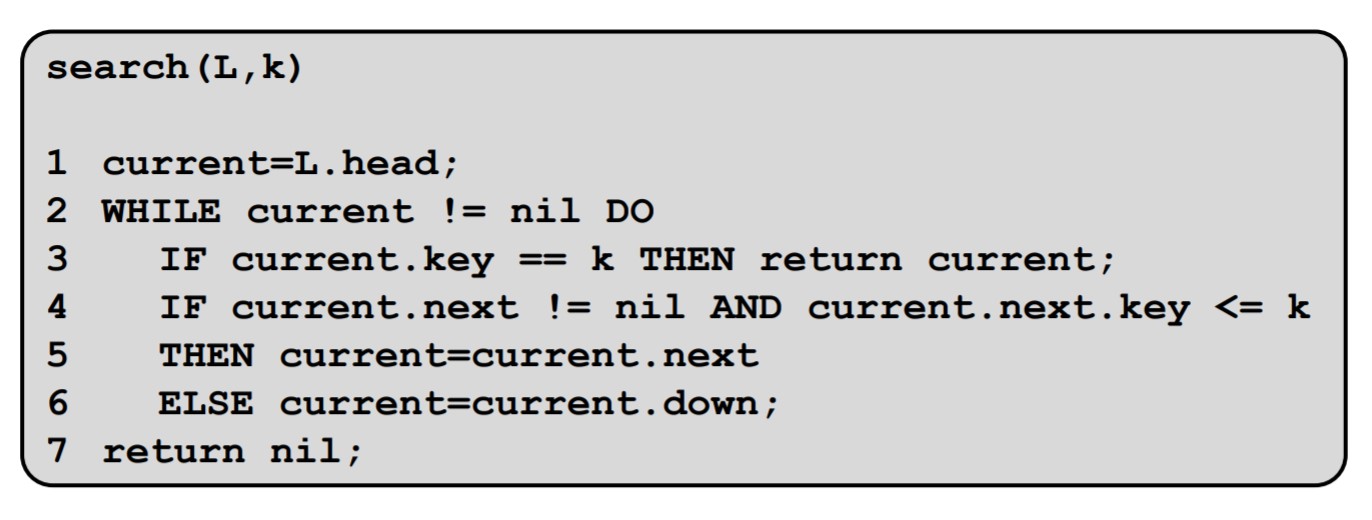 search(L,k)
1 current=L.head;
2 WHILE current != nil DO
3 IF current.key == k THEN return current;
4 IF current.next != nil AND current.next.key <= k
5 THEN current=current.next
6 ELSE current=current.down;
7 return nil;